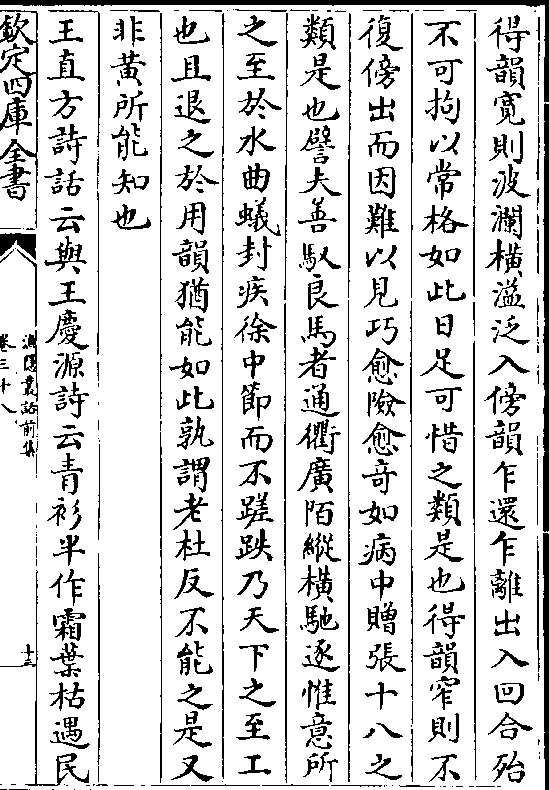 得韻寛則波瀾横溢泛入傍韻乍還乍離出入回合殆
不可拘以常格如此日足可惜之類是也得韻窄則不
復傍出而因難以見巧愈險愈奇如病中贈張十八之
類是也譬夫善馭良馬者通衢廣陌縱横馳逐惟意所
之至於水曲蟻封疾徐中節而不蹉跌乃天下之至工
也且退之於用韻猶能如此孰謂老杜反不能之是又
非黄所能知也
王直方詩話云與王慶源詩云青衫半作霜葉枯遇民
欽定四庫全書
漁隱叢話前集
卷三十八
十三